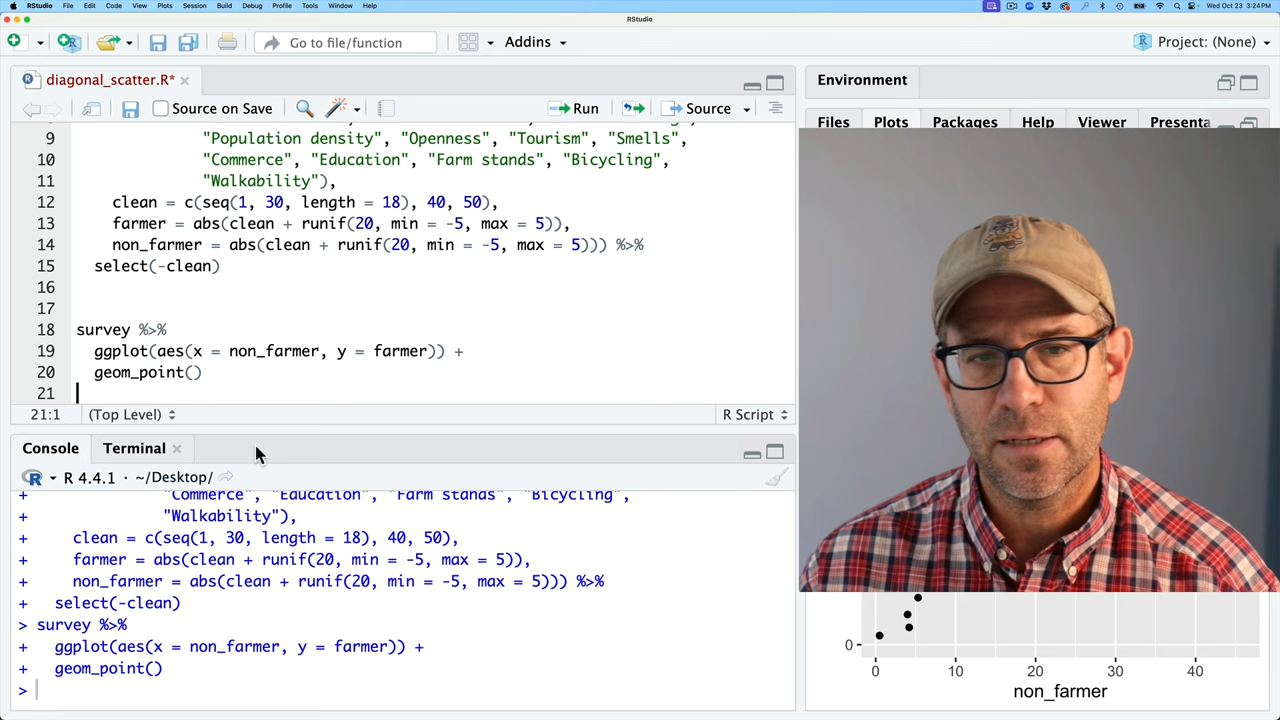 RStudio File Edit Code View Plots Session Build Debug Profile Tools Window Help Wed Oct 23 3:24 PM
RStudio
Go to file/function Addins Project: (None)
diagonal_scatter.R* Environment
Source on Save Run Source Files Plots Packages Help Viewer Presenta
9 "Population density", "Openness", "Tourism", "Smells",
10 "Commerce", "Education", "Farm stands", "Bicycling",
11 "Walkability"),
12 clean = c(seq(1, 30, length = 18), 40, 50),
13 farmer = abs(clean + runif(20, min = -5, max = 5)),
14 non_farmer = abs(clean + runif(20, min = -5, max = 5))) %>%
15 select(-clean)
16
17
18 survey %>%
19 ggplot(aes(x = non_farmer, y = farmer)) +
20 geom_point()
21
21:1 (Top Level) R Script
Console Terminal
R 4.4.1 · ~/Desktop/
+ "Commerce", "Education", "Farm stands", "Bicycling",
+ "Walkability"),
+ clean = c(seq(1, 30, length = 18), 40, 50),
+ farmer = abs(clean + runif(20, min = -5, max = 5)),
+ non_farmer = abs(clean + runif(20, min = -5, max = 5))) %>%
+ select(-clean)
> survey %>%
+ ggplot(aes(x = non_farmer, y = farmer)) +
+ geom_point()
>
0
0 10 20 30 40
non_farmer